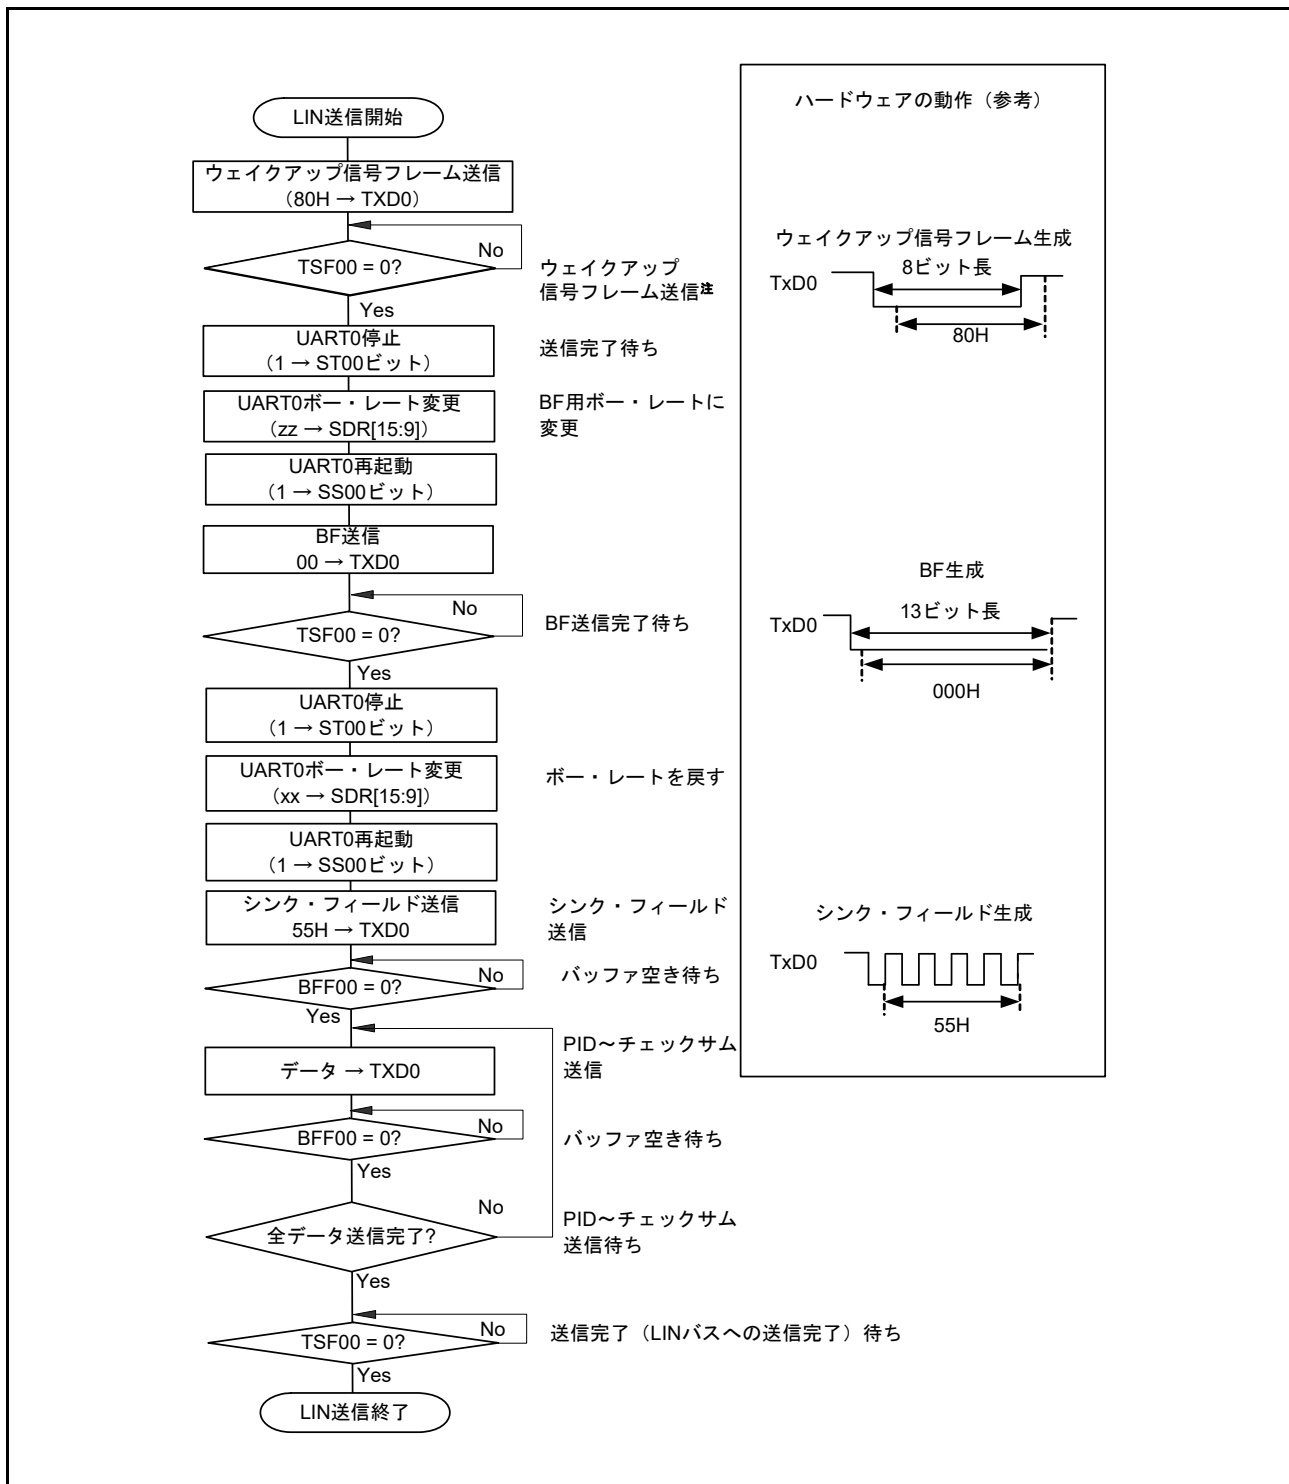 LIN送信開始
ウェイクアップ信号フレーム送信
(80H → TXD0)
No
TSF00 = 0?
ウェイクアップ
信号フレーム送信注
Yes
UART0停止
(1 → ST00ビット)
送信完了待ち
UART0ボー・レート変更
(zz → SDR[15:9])
BF用ボー・レートに
変更
UART0再起動
(1 → SS00ビット)
BF送信
00 → TXD0
No
TSF00 = 0?
BF送信完了待ち
Yes
UART0停止
(1 → ST00ビット)
UART0ボー・レート変更
(xx → SDR[15:9])
ボー・レートを戻す
UART0再起動
(1 → SS00ビット)
シンク・フィールド送信
55H → TXD0
シンク・フィールド
送信
No
BFF00 = 0?
バッファ空き待ち
Yes
データ → TXD0
PID~チェックサム
送信
No
BFF00 = 0?
バッファ空き待ち
Yes
No
全データ送信完了?
PID~チェックサム
送信待ち
Yes
No
TSF00 = 0?
送信完了(LINバスへの送信完了)待ち
Yes
LIN送信終了
ハードウェアの動作(参考)
ウェイクアップ信号フレーム生成
8ビット長
TxD0
80H
BF生成
13ビット長
TxD0
000H
シンク・フィールド生成
TxD0
55H